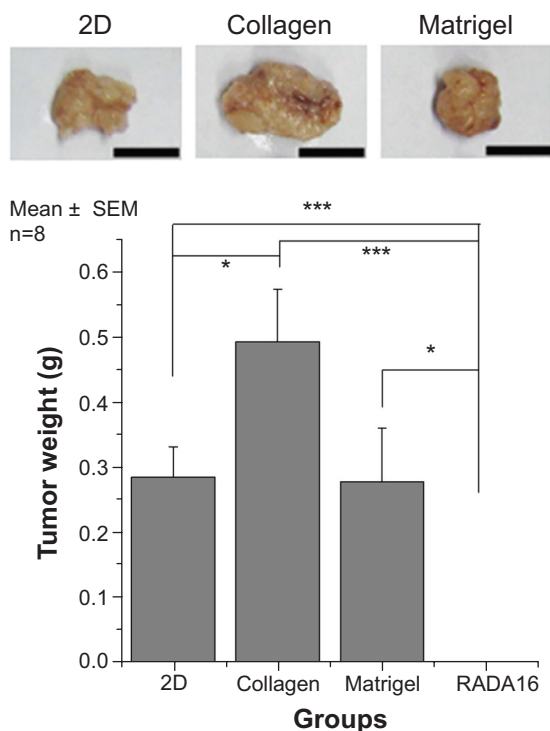 2D Collagen Matrigel
Mean ± SEM
n=8
***
*
***
*
0.6
0.5
0.4
0.3
0.2
0.1
0.0
Tumor weight (g)
2D Collagen Matrigel RADA16
Groups